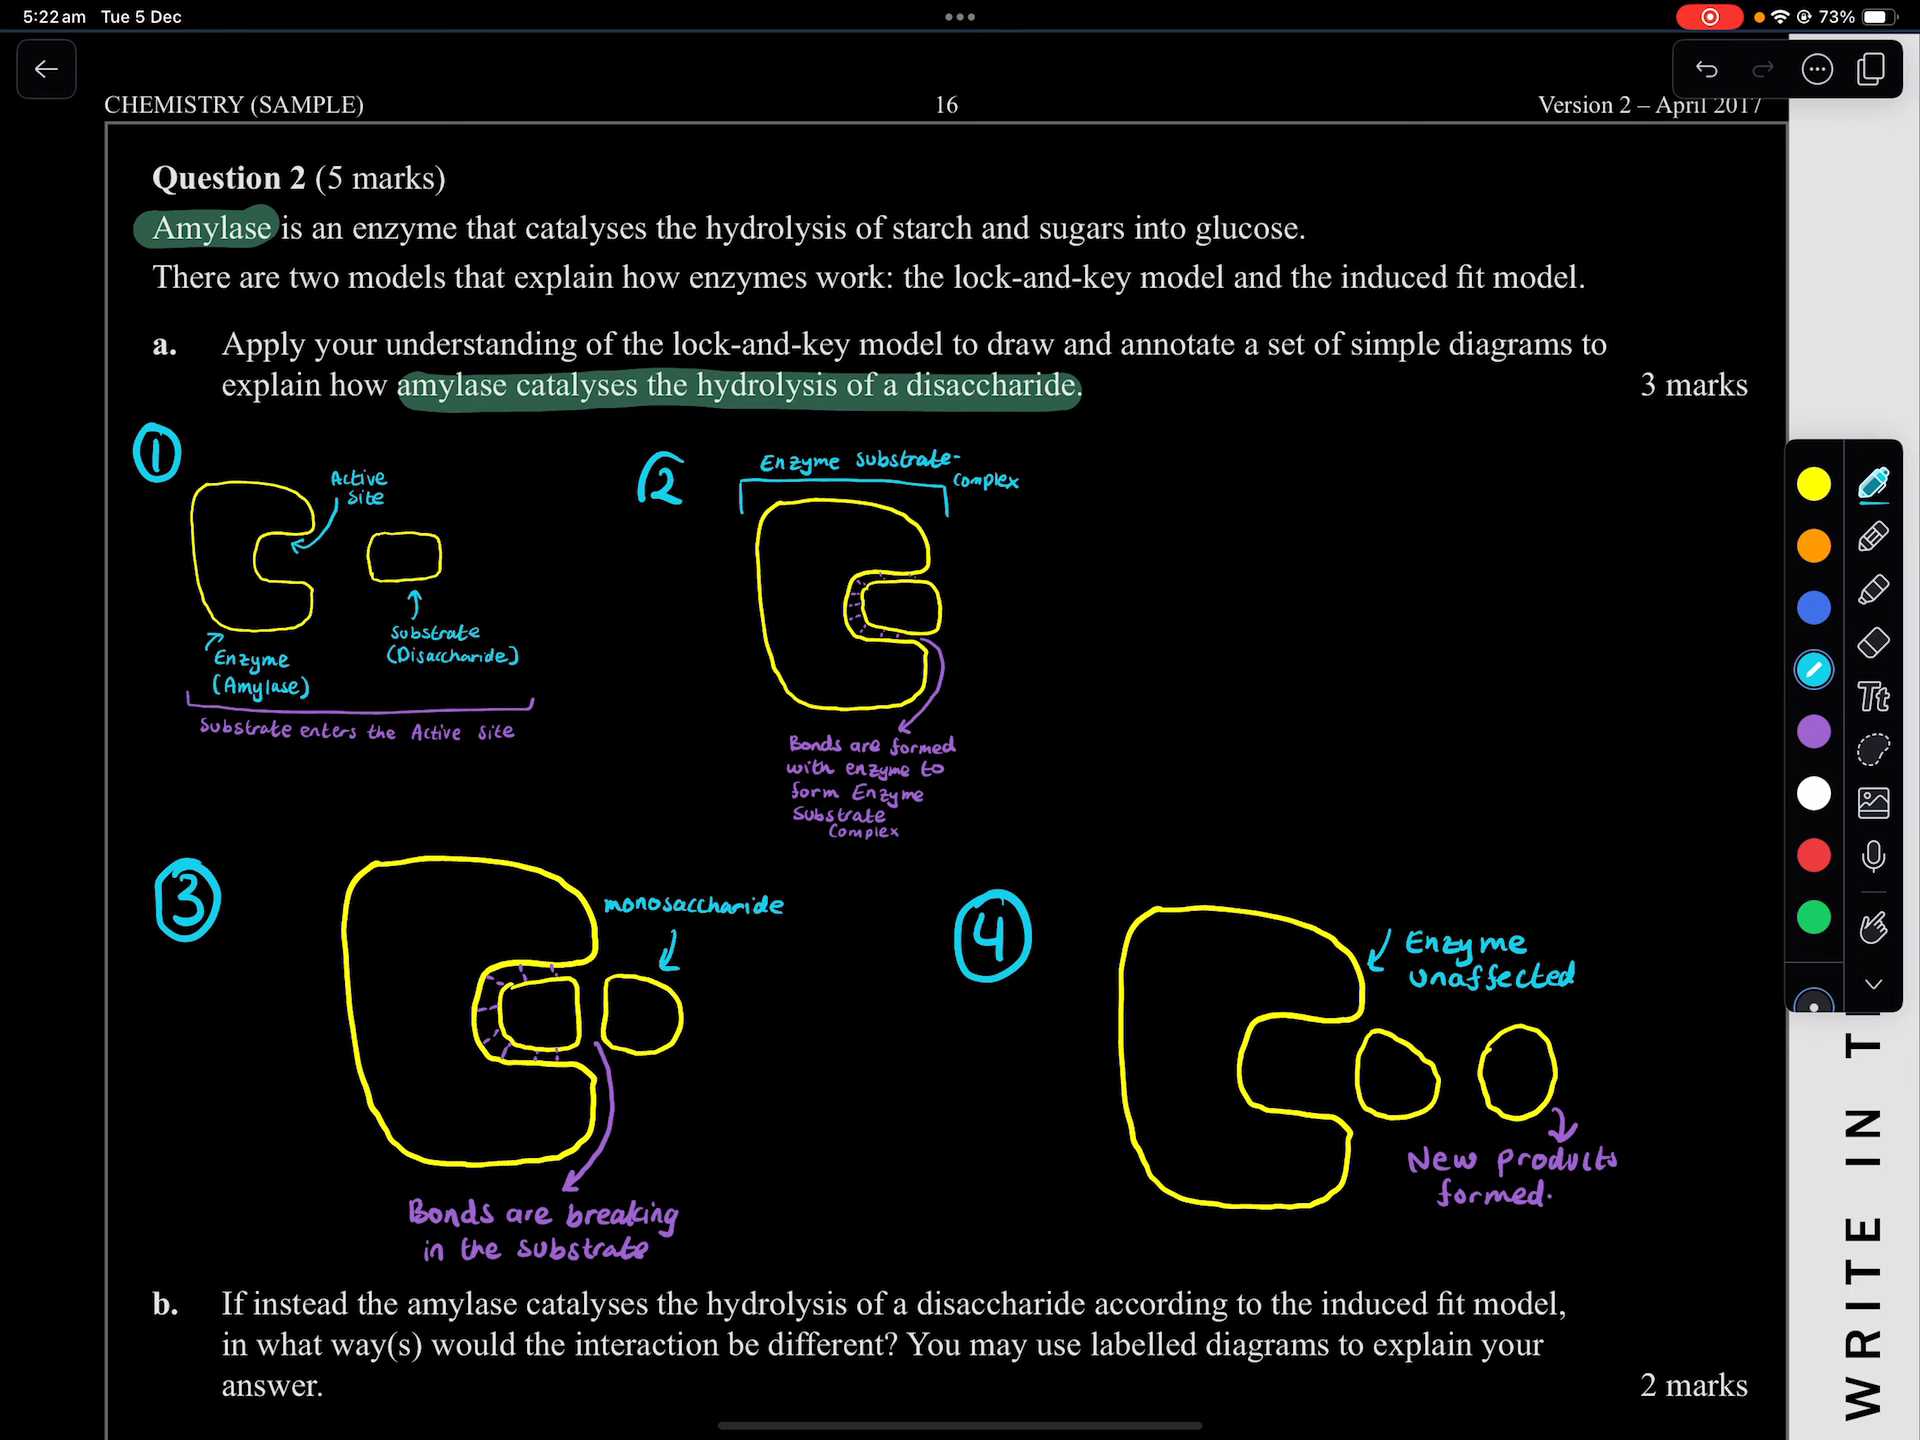 5:22am Tue 5 Dec
73%
CHEMISTRY (SAMPLE) 16 Version 2 – April 2017
Question 2 (5 marks)
Amylase is an enzyme that catalyses the hydrolysis of starch and sugars into glucose.
There are two models that explain how enzymes work: the lock-and-key model and the induced fit model.
a. Apply your understanding of the lock-and-key model to draw and annotate a set of simple diagrams to
explain how amylase catalyses the hydrolysis of a disaccharide. 3 marks
1
Active
Site
Substrate
(Disaccharide)
Enzyme
(Amylase)
Substrate enters the Active Site
2
Enzyme Substrate-
Complex
Bonds are formed
with enzyme to
form Enzyme
Substrate
Complex
3
monosaccharide
Bonds are breaking
in the substrate
4
Enzyme
unaffected
New products
formed.
b. If instead the amylase catalyses the hydrolysis of a disaccharide according to the induced fit model,
in what way(s) would the interaction be different? You may use labelled diagrams to explain your
answer. 2 marks
Tt
WRITE IN T